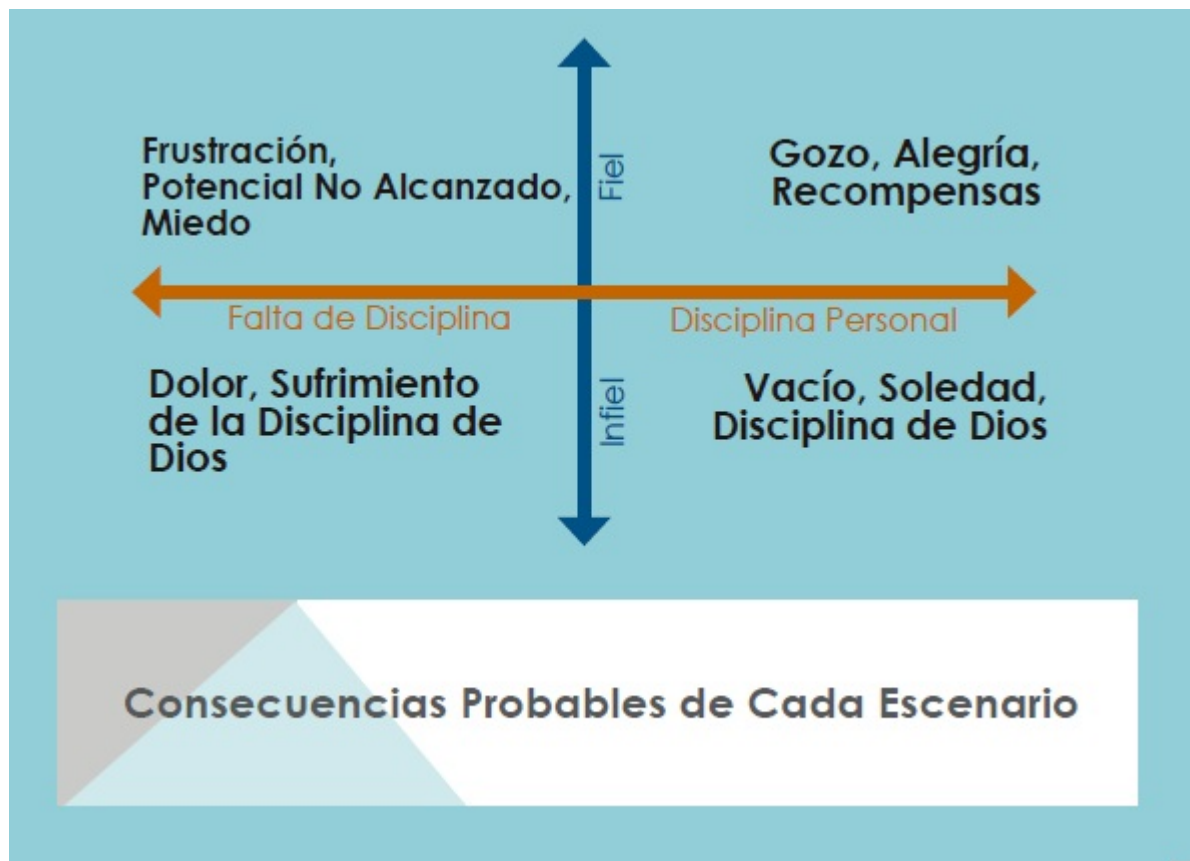 Frustración,
Potencial No Alcanzado,
Miedo
Fiel
Gozo, Alegría,
Recompensas
Falta de Disciplina
Disciplina Personal
Dolor, Sufrimiento
de la Disciplina de
Dios
Infiel
Vacío, Soledad,
Disciplina de Dios
Consecuencias Probables de Cada Escenario